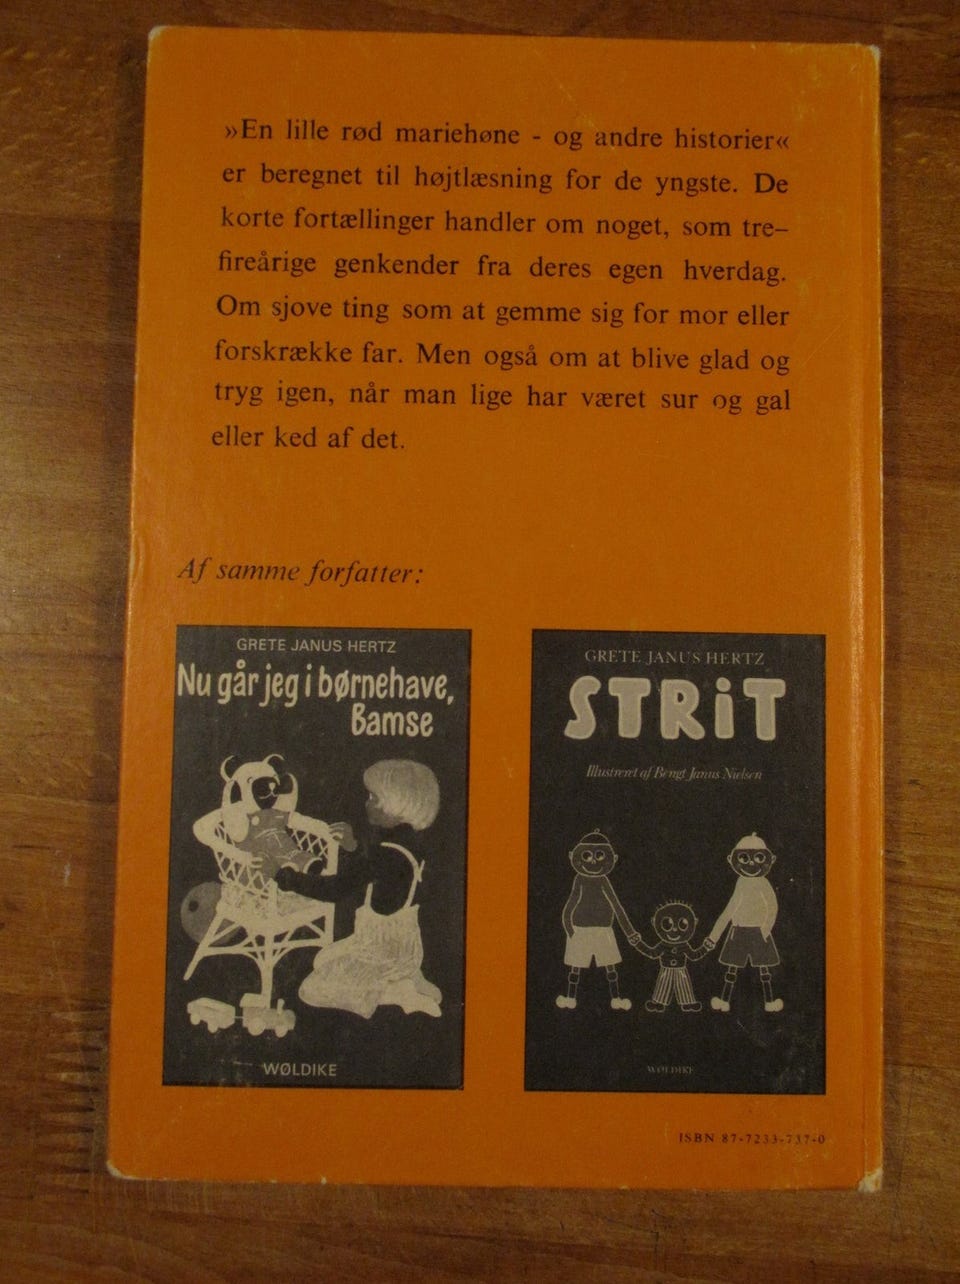 »En lille rød mariehøne - og andre historier«
er beregnet til højtlæsning for de yngste. De
korte fortællinger handler om noget, som tre–
fireårige genkender fra deres egen hverdag.
Om sjove ting som at gemme sig for mor eller
forskrække far. Men også om at blive glad og
tryg igen, når man lige har været sur og gal
eller ked af det.
Af samme forfatter:
GRETE JANUS HERTZ
Nu går jeg i børnehave,
Bamse
WØLDIKE
GRETE JANUS HERTZ
STRiT
Illustreret af Bengt Janus Nielsen
WØLDIKE
ISBN 87-7233-737-0